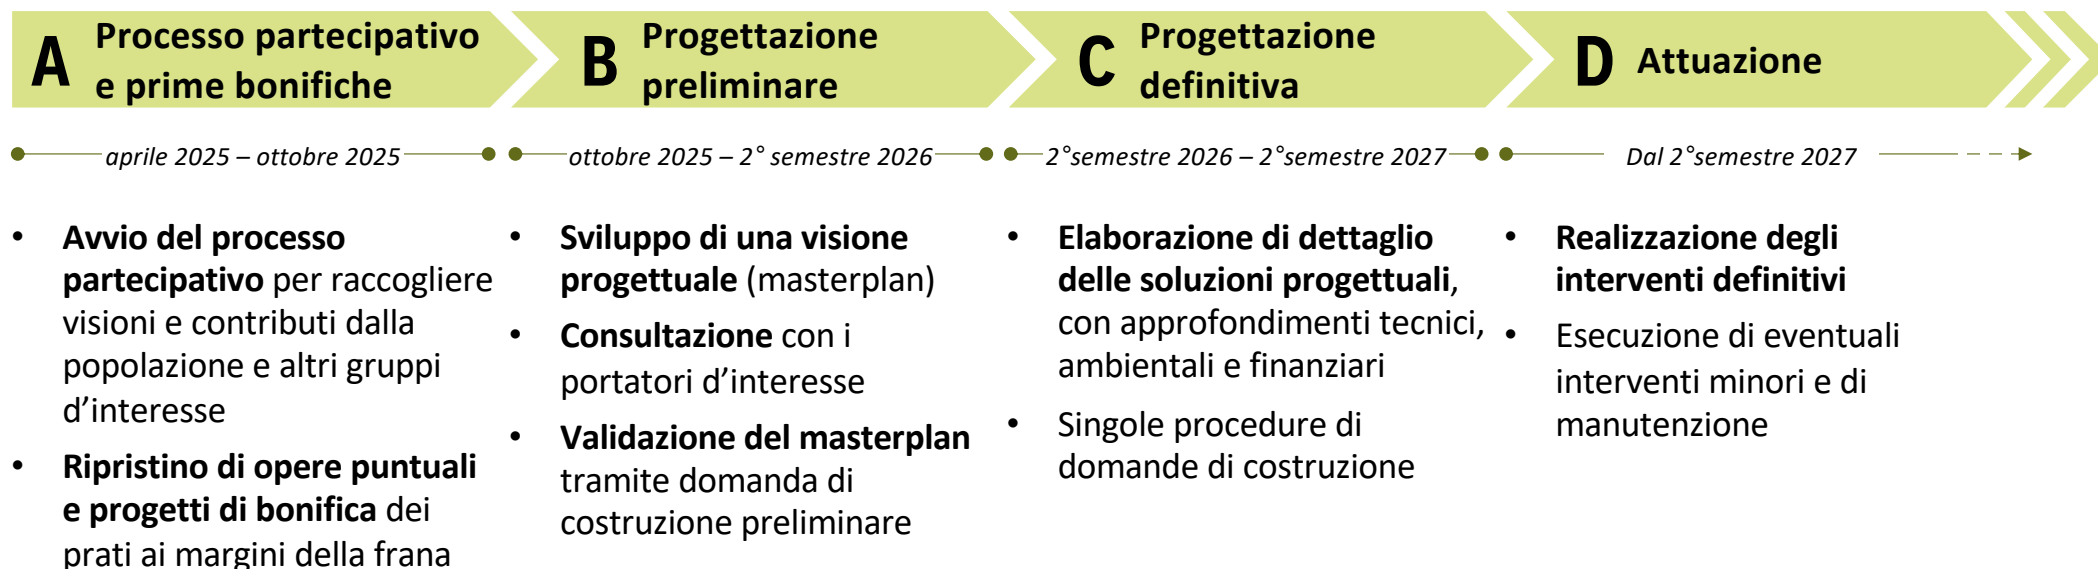 A Processo partecipativo
e prime bonifiche
aprile 2025 – ottobre 2025
• Avvio del processo
partecipativo per raccogliere
visioni e contributi dalla
popolazione e altri gruppi
d’interesse
• Ripristino di opere puntuali
e progetti di bonifica dei
prati ai margini della frana
B Progettazione
preliminare
ottobre 2025 – 2° semestre 2026
• Sviluppo di una visione
progettuale (masterplan)
• Consultazione con i
portatori d’interesse
• Validazione del masterplan
tramite domanda di
costruzione preliminare
C Progettazione
definitiva
2°semestre 2026 – 2°semestre 2027
• Elaborazione di dettaglio
delle soluzioni progettuali,
con approfondimenti tecnici,
ambientali e finanziari
• Singole procedure di
domande di costruzione
D Attuazione
Dal 2°semestre 2027
• Realizzazione degli
interventi definitivi
• Esecuzione di eventuali
interventi minori e di
manutenzione